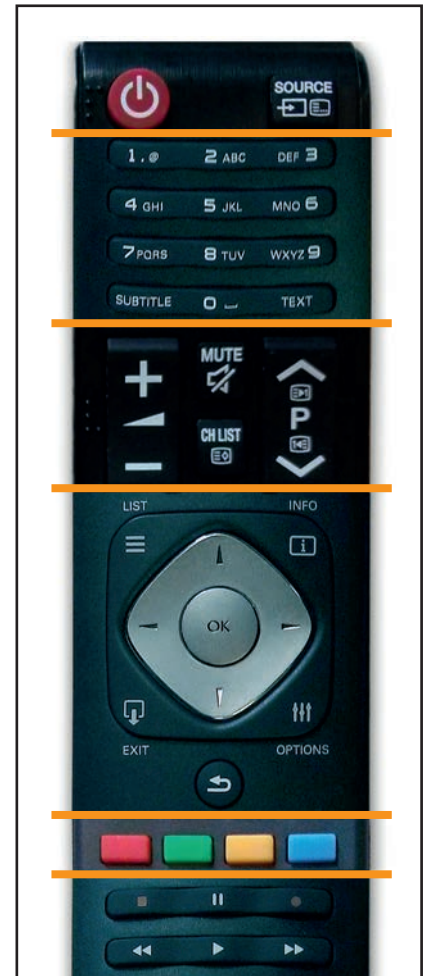 SOURCE
1 . @ 2 ABC DEF 3
4 GHI 5 JKL MNO 6
7 PQRS 8 TUV WXYZ 9
SUBTITLE 0 ⎵ TEXT
MUTE
+
P
CH LIST
−
LIST INFO
i
OK
EXIT OPTIONS